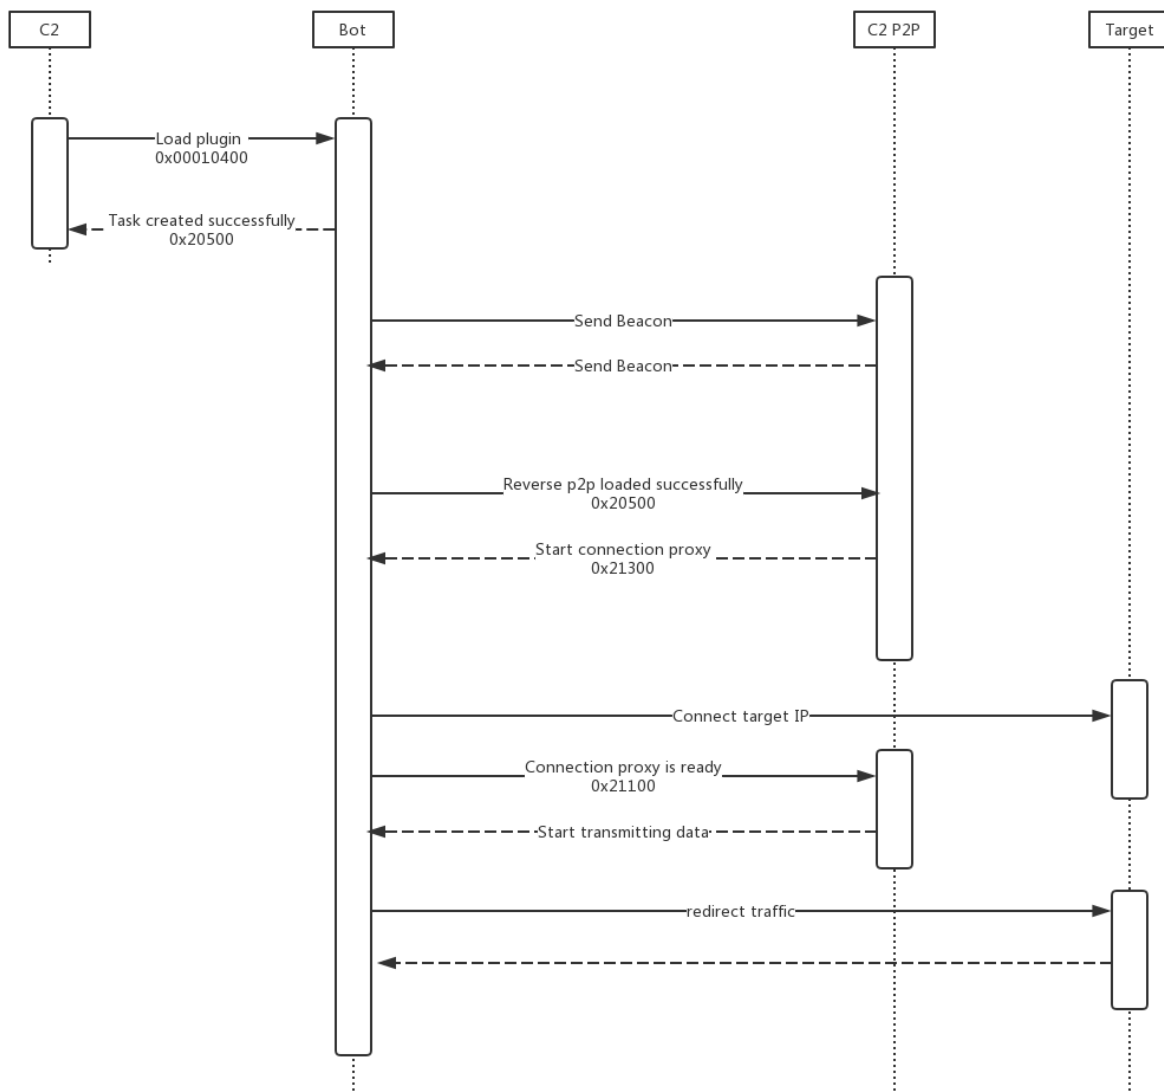 C2
Bot
C2 P2P
Target
Load plugin
0x00010400
Task created successfully
0x20500
Send Beacon
Send Beacon
Reverse p2p loaded successfully
0x20500
Start connection proxy
0x21300
Connect target IP
Connection proxy is ready
0x21100
Start transmitting data
redirect traffic